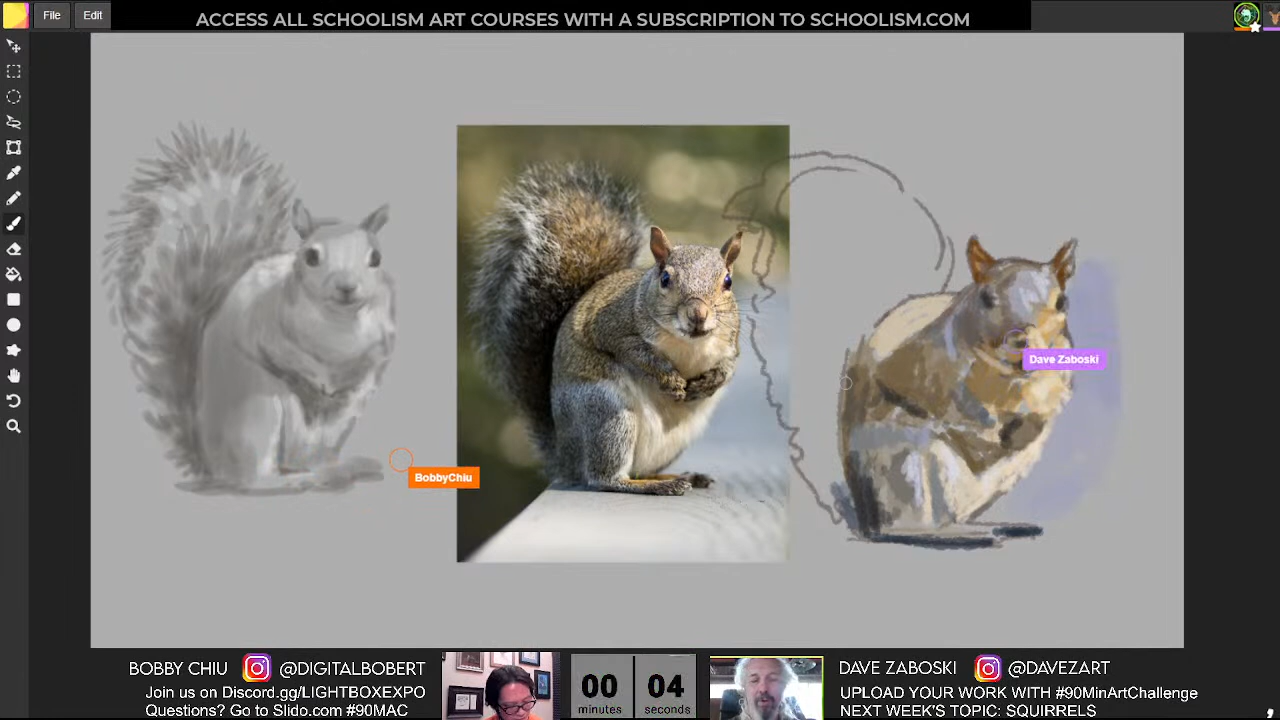 ACCESS ALL SCHOOLISM ART COURSES WITH A SUBSCRIPTION TO SCHOOLISM.COM
File Edit
Dave Zaboski
BobbyChiu
BOBBY CHIU @DIGITALBOBERT
Join us on Discord.gg/LIGHTBOXEXPO
Questions? Go to Slido.com #90MAC
00 04
minutes seconds
DAVE ZABOSKI @DAVEZART
UPLOAD YOUR WORK WITH #90MinArtChallenge
NEXT WEEK'S TOPIC: SQUIRRELS